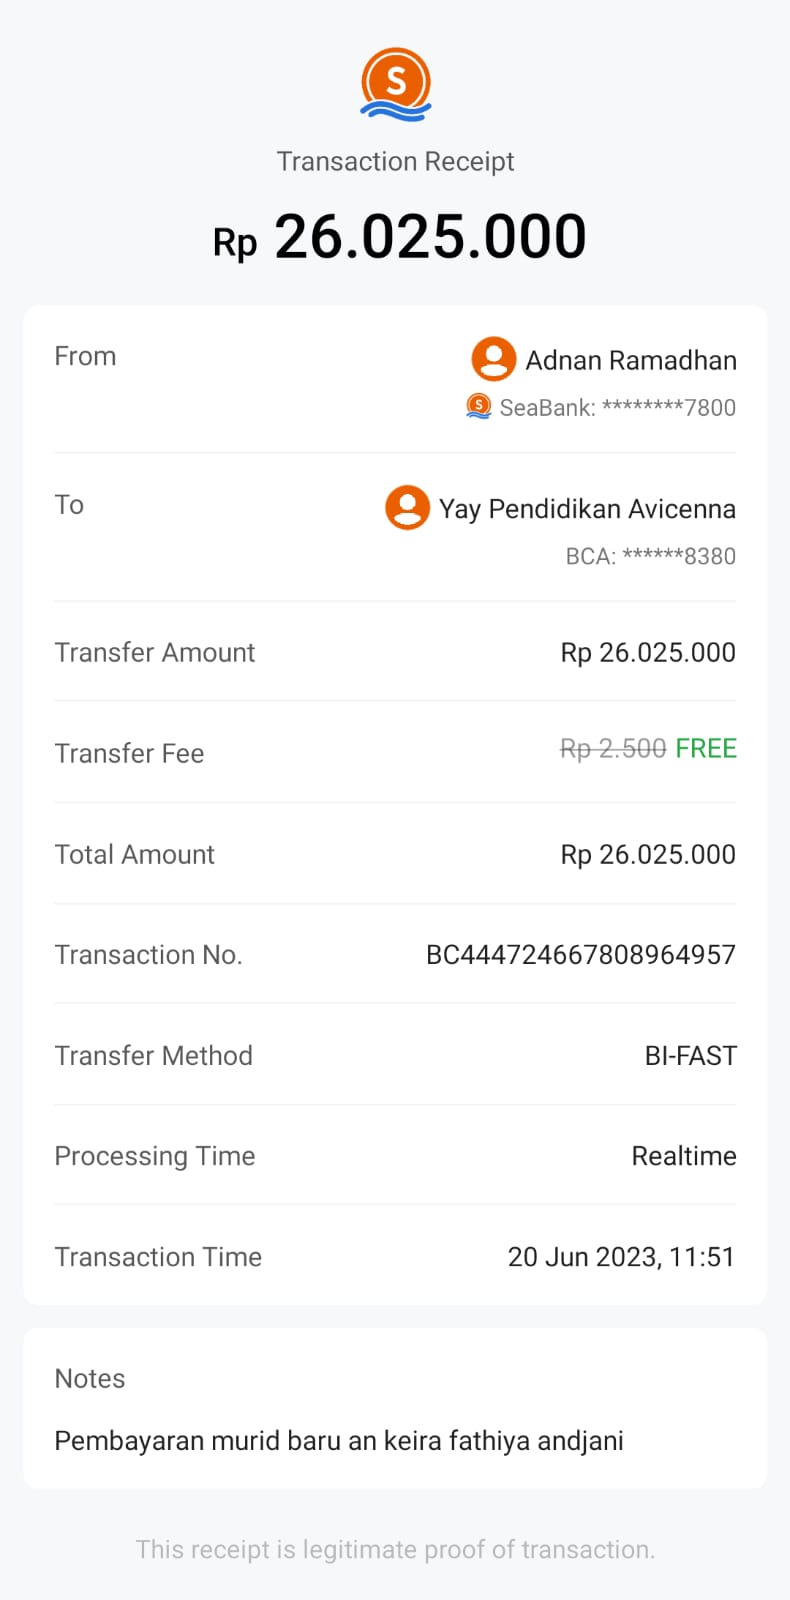 S
Transaction Receipt
Rp 26.025.000
From
Adnan Ramadhan
S SeaBank: ********7800
To
Yay Pendidikan Avicenna
BCA: ******8380
Transfer Amount Rp 26.025.000
Transfer Fee Rp 2.500 FREE
Total Amount Rp 26.025.000
Transaction No. BC444724667808964957
Transfer Method BI-FAST
Processing Time Realtime
Transaction Time 20 Jun 2023, 11:51
Notes
Pembayaran murid baru an keira fathiya andjani
This receipt is legitimate proof of transaction.